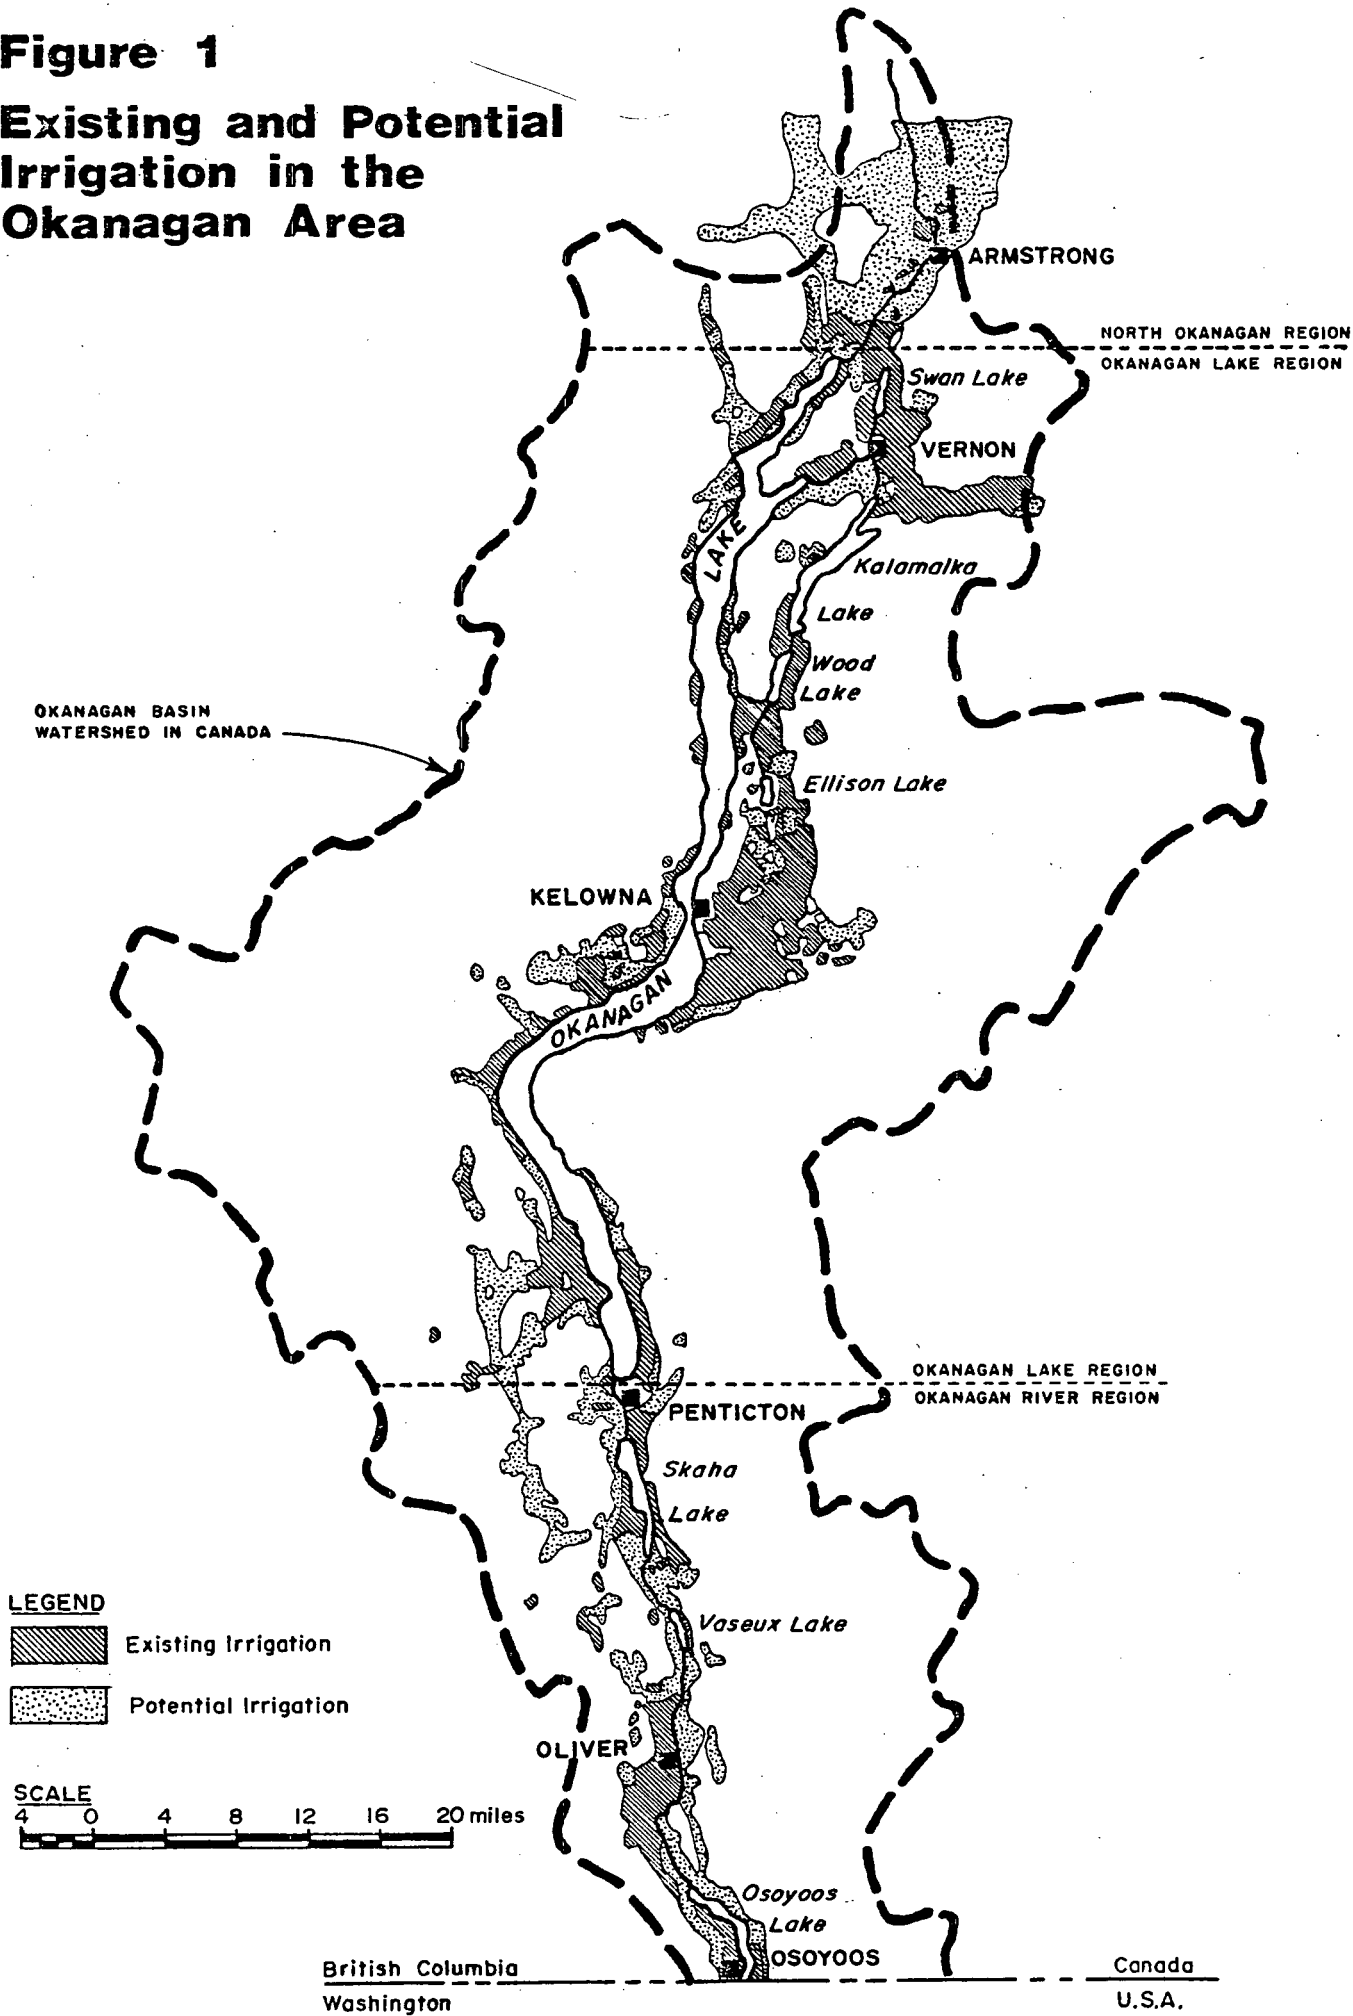 Figure 1
Existing and Potential
Irrigation in the
Okanagan Area
ARMSTRONG
NORTH OKANAGAN REGION
OKANAGAN LAKE REGION
Swan Lake
VERNON
LAKE
Kalamalka
Lake
Wood
Lake
OKANAGAN BASIN
WATERSHED IN CANADA
Ellison Lake
KELOWNA
OKANAGAN
OKANAGAN LAKE REGION
OKANAGAN RIVER REGION
PENTICTON
Skaha
Lake
LEGEND
Existing Irrigation
Potential Irrigation
Vaseux Lake
OLIVER
SCALE
4 0 4 8 12 16 20 miles
Osoyoos
Lake
OSOYOOS
British Columbia
Washington
Canada
U.S.A.